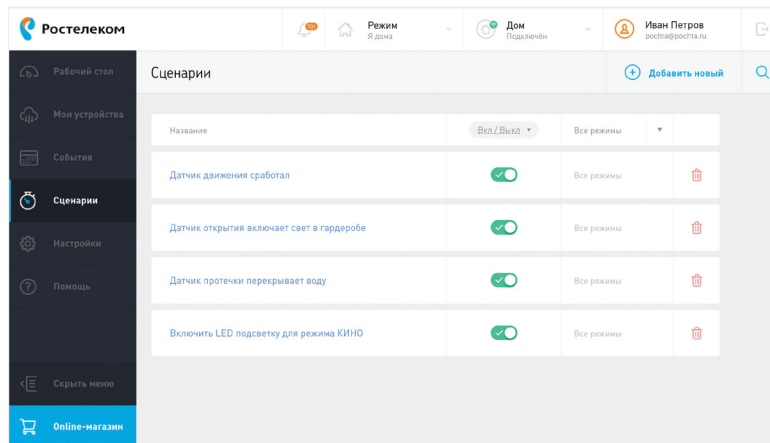 Ростелеком
707
Режим
Я дома
Дом
Подключён
Иван Петров
pochta@pochta.ru
Рабочий стол
Мои устройства
События
Сценарии
Настройки
Помощь
Скрыть меню
Online-магазин
Сценарии
Добавить новый
Название
Вкл / Выкл
Все режимы
Датчик движения сработал
Все режимы
Датчик открытия включает свет в гардеробе
Все режимы
Датчик протечки перекрывает воду
Все режимы
Включить LED подсветку для режима КИНО
Все режимы